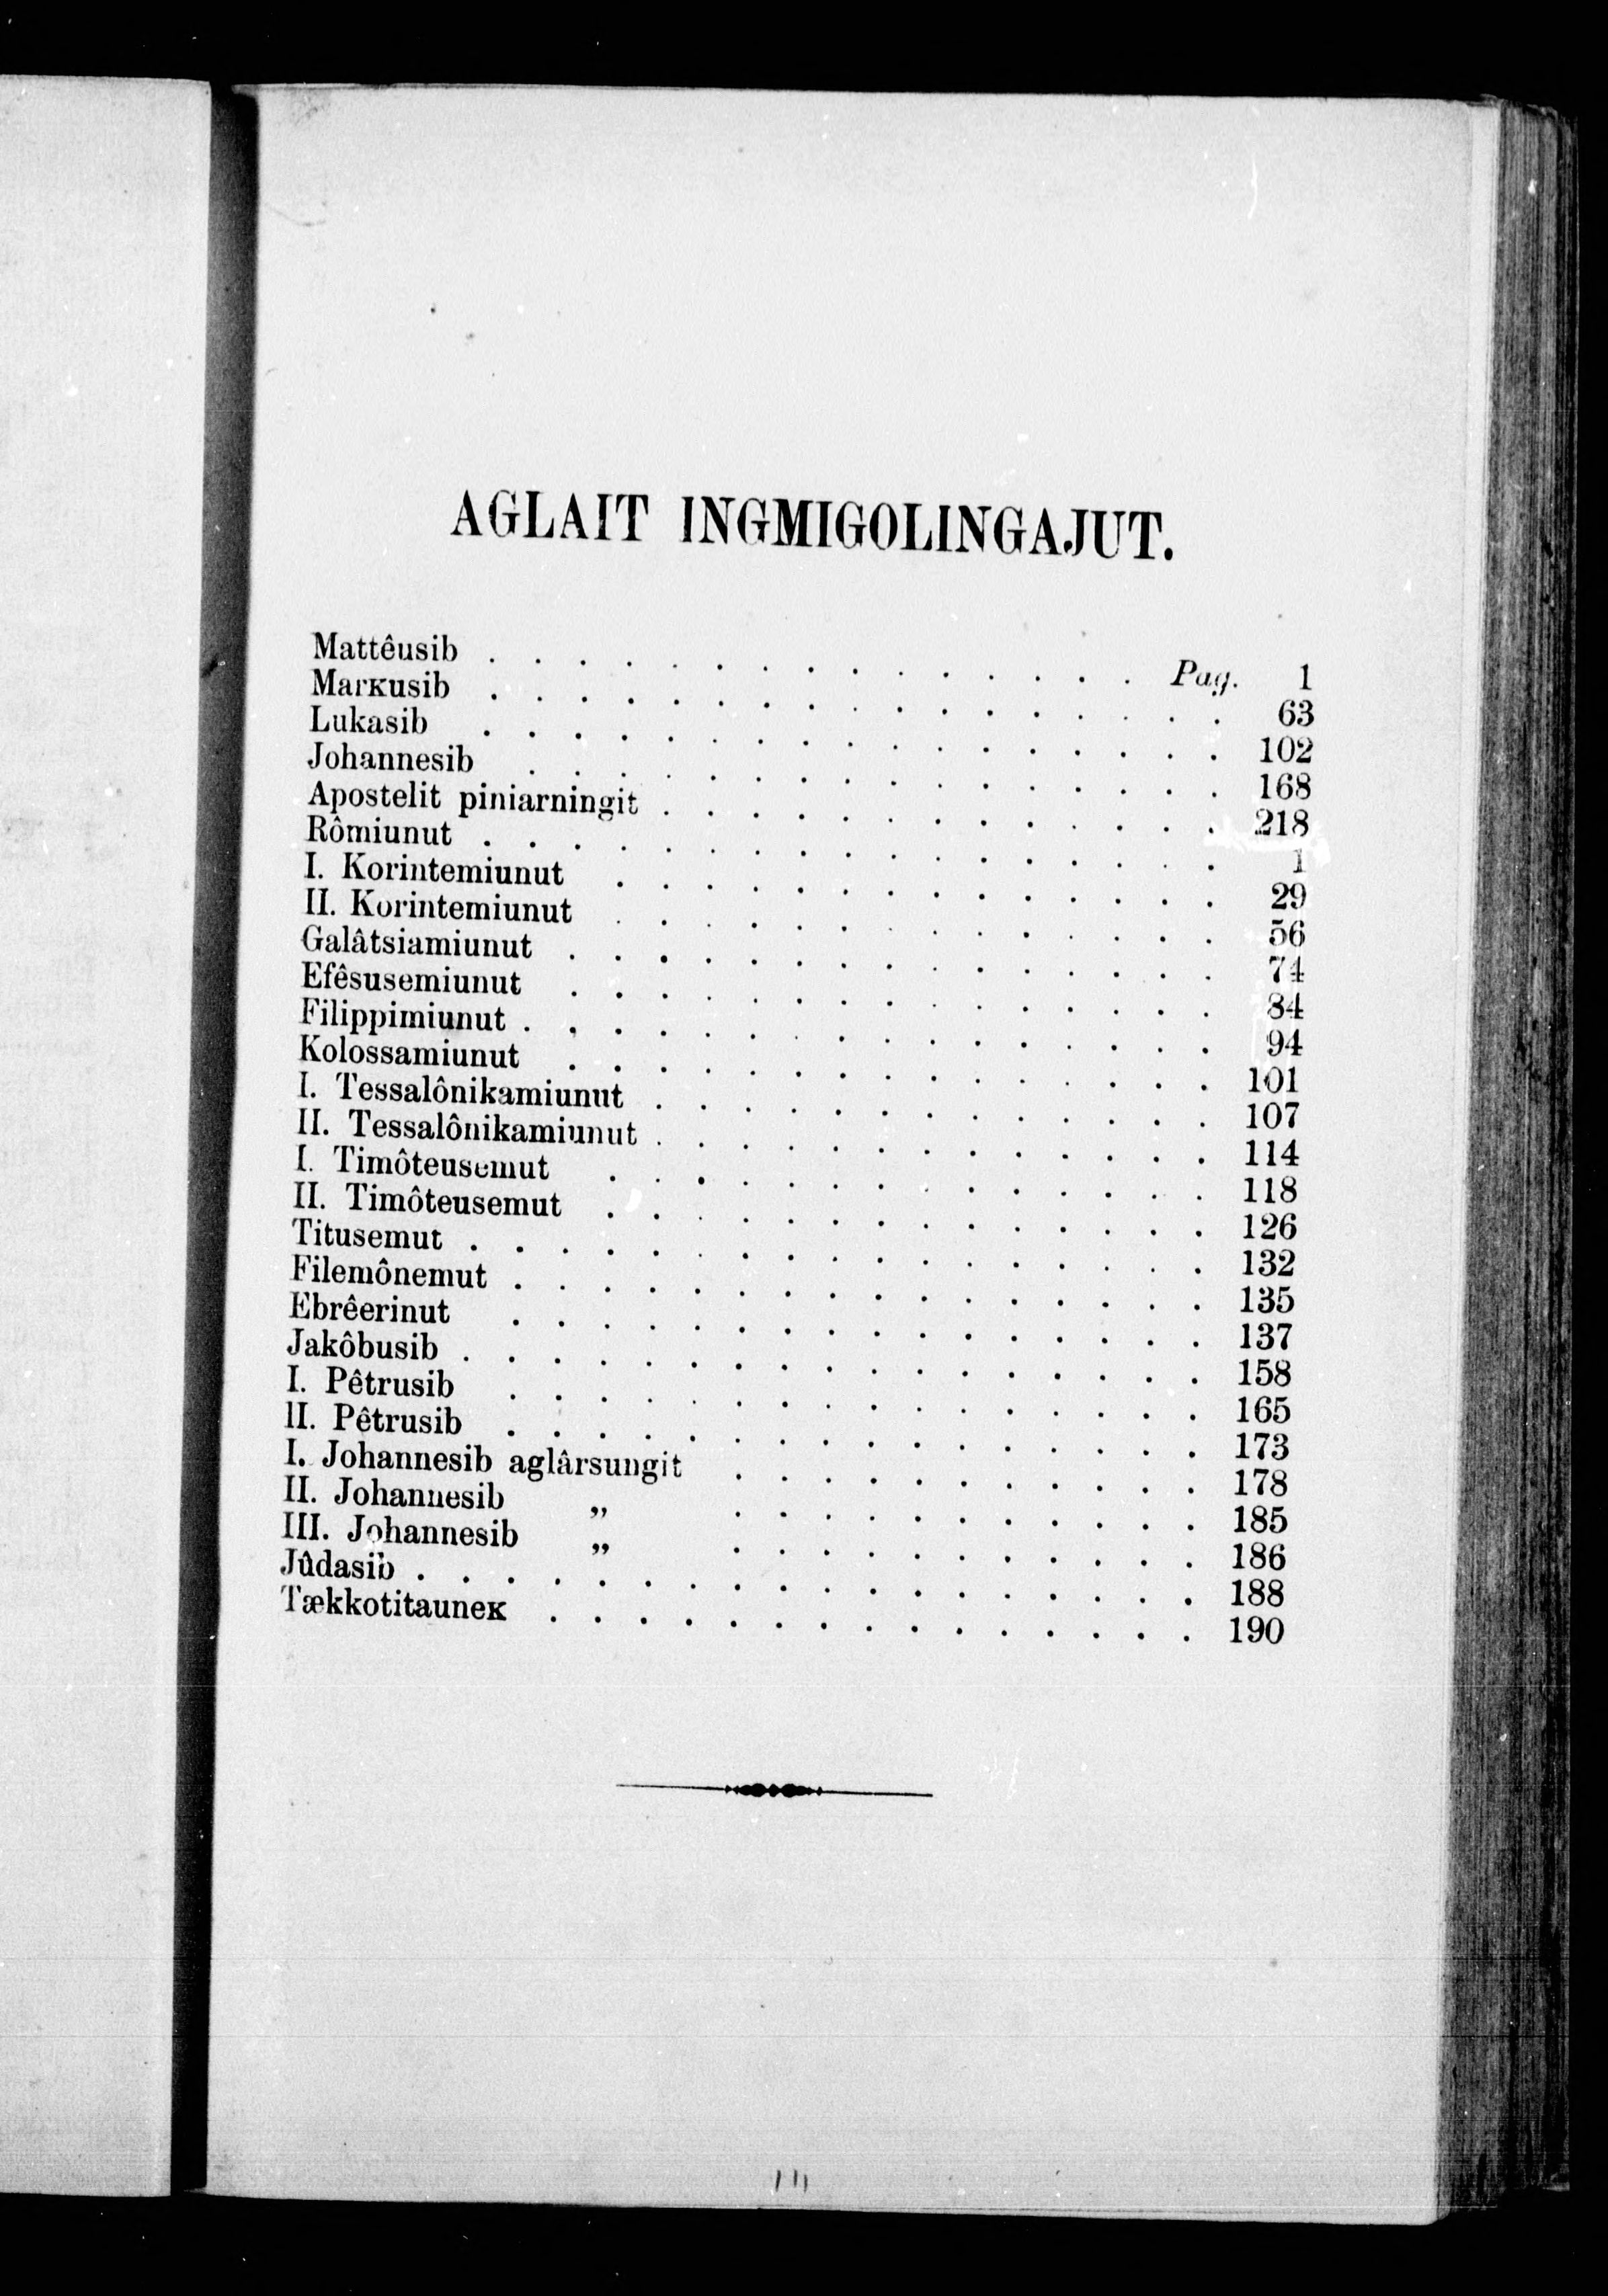 AGLAIT INGMIGOLINGAJUT.
Mattêusib . . . . . . . . . . . . . . . Pag. 1
Marĸusib . . . . . . . . . . . . . . . . . 63
Lukasib . . . . . . . . . . . . . . . . . 102
Johannesib . . . . . . . . . . . . . . . . 168
Apostelit piniarningit . . . . . . . . . . . . . 218
Rômiunut . . . . . . . . . . . . . . . . . 1
I. Korintemiunut . . . . . . . . . . . . . . 29
II. Korintemiunut . . . . . . . . . . . . . . 56
Galâtsiamiunut . . . . . . . . . . . . . . . 74
Efêsusemiunut . . . . . . . . . . . . . . . 84
Filippimiunut . . . . . . . . . . . . . . . . 94
Kolossamiunut . . . . . . . . . . . . . . . 101
I. Tessalônikamiunut . . . . . . . . . . . . . 107
II. Tessalônikamiunut . . . . . . . . . . . . . 114
I. Timôteusemut . . . . . . . . . . . . . . 118
II. Timôteusemut . . . . . . . . . . . . . . 126
Titusemut . . . . . . . . . . . . . . . . . 132
Filemônemut . . . . . . . . . . . . . . . . 135
Ebrêerinut . . . . . . . . . . . . . . . . 137
Jakôbusib . . . . . . . . . . . . . . . . . 158
I. Pêtrusib . . . . . . . . . . . . . . . . 165
II. Pêtrusib . . . . . . . . . . . . . . . . 173
I. Johannesib aglârsungit . . . . . . . . . . . 178
II. Johannesib „ . . . . . . . . . . . 185
III. Johannesib „ . . . . . . . . . . . 186
Jûdasib . . . . . . . . . . . . . . . . . . 188
Tækkotitauneĸ . . . . . . . . . . . . . . . 190